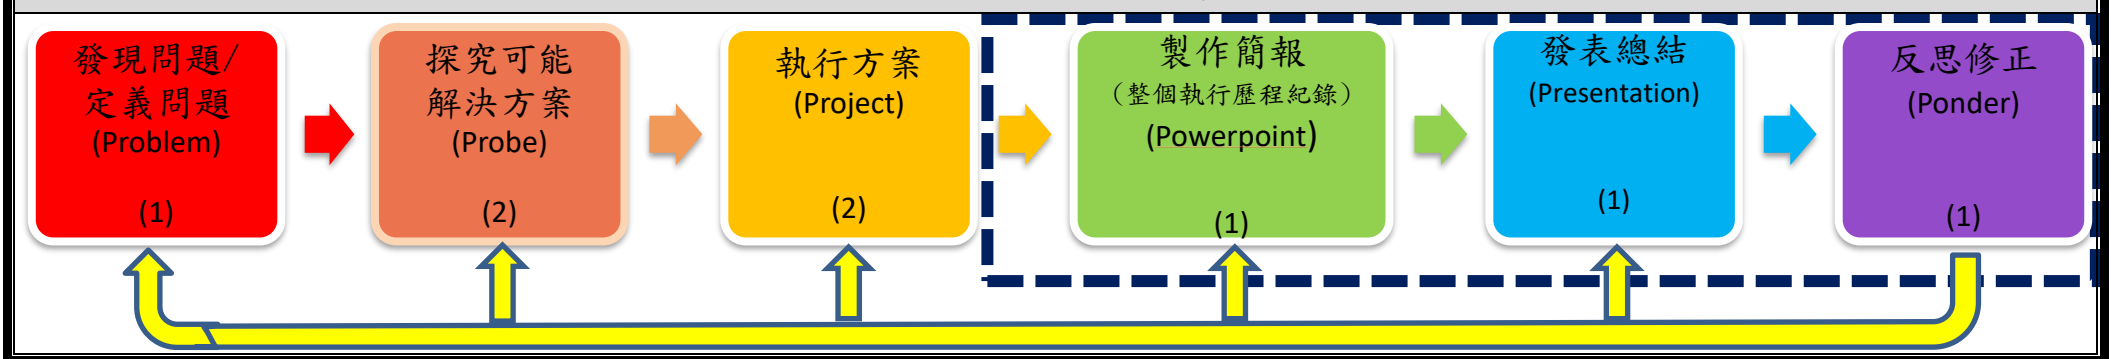 發現問題/
定義問題
(Problem)
(1)
探究可能
解決方案
(Probe)
(2)
執行方案
(Project)
(2)
製作簡報
（整個執行歷程紀錄）
(Powerpoint)
(1)
發表總結
(Presentation)
(1)
反思修正
(Ponder)
(1)